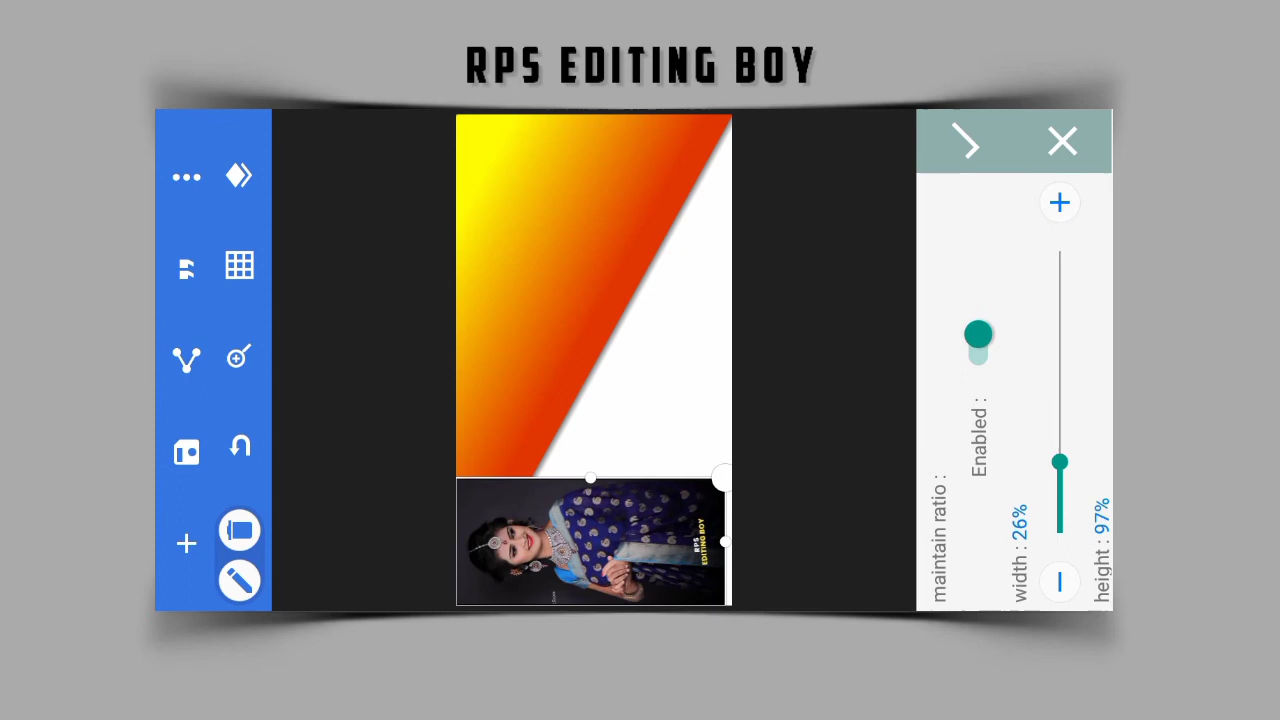 RPS EDITING BOY
maintain ratio :
Enabled :
width : 26%
height : 97%
RPS
EDITING BOY